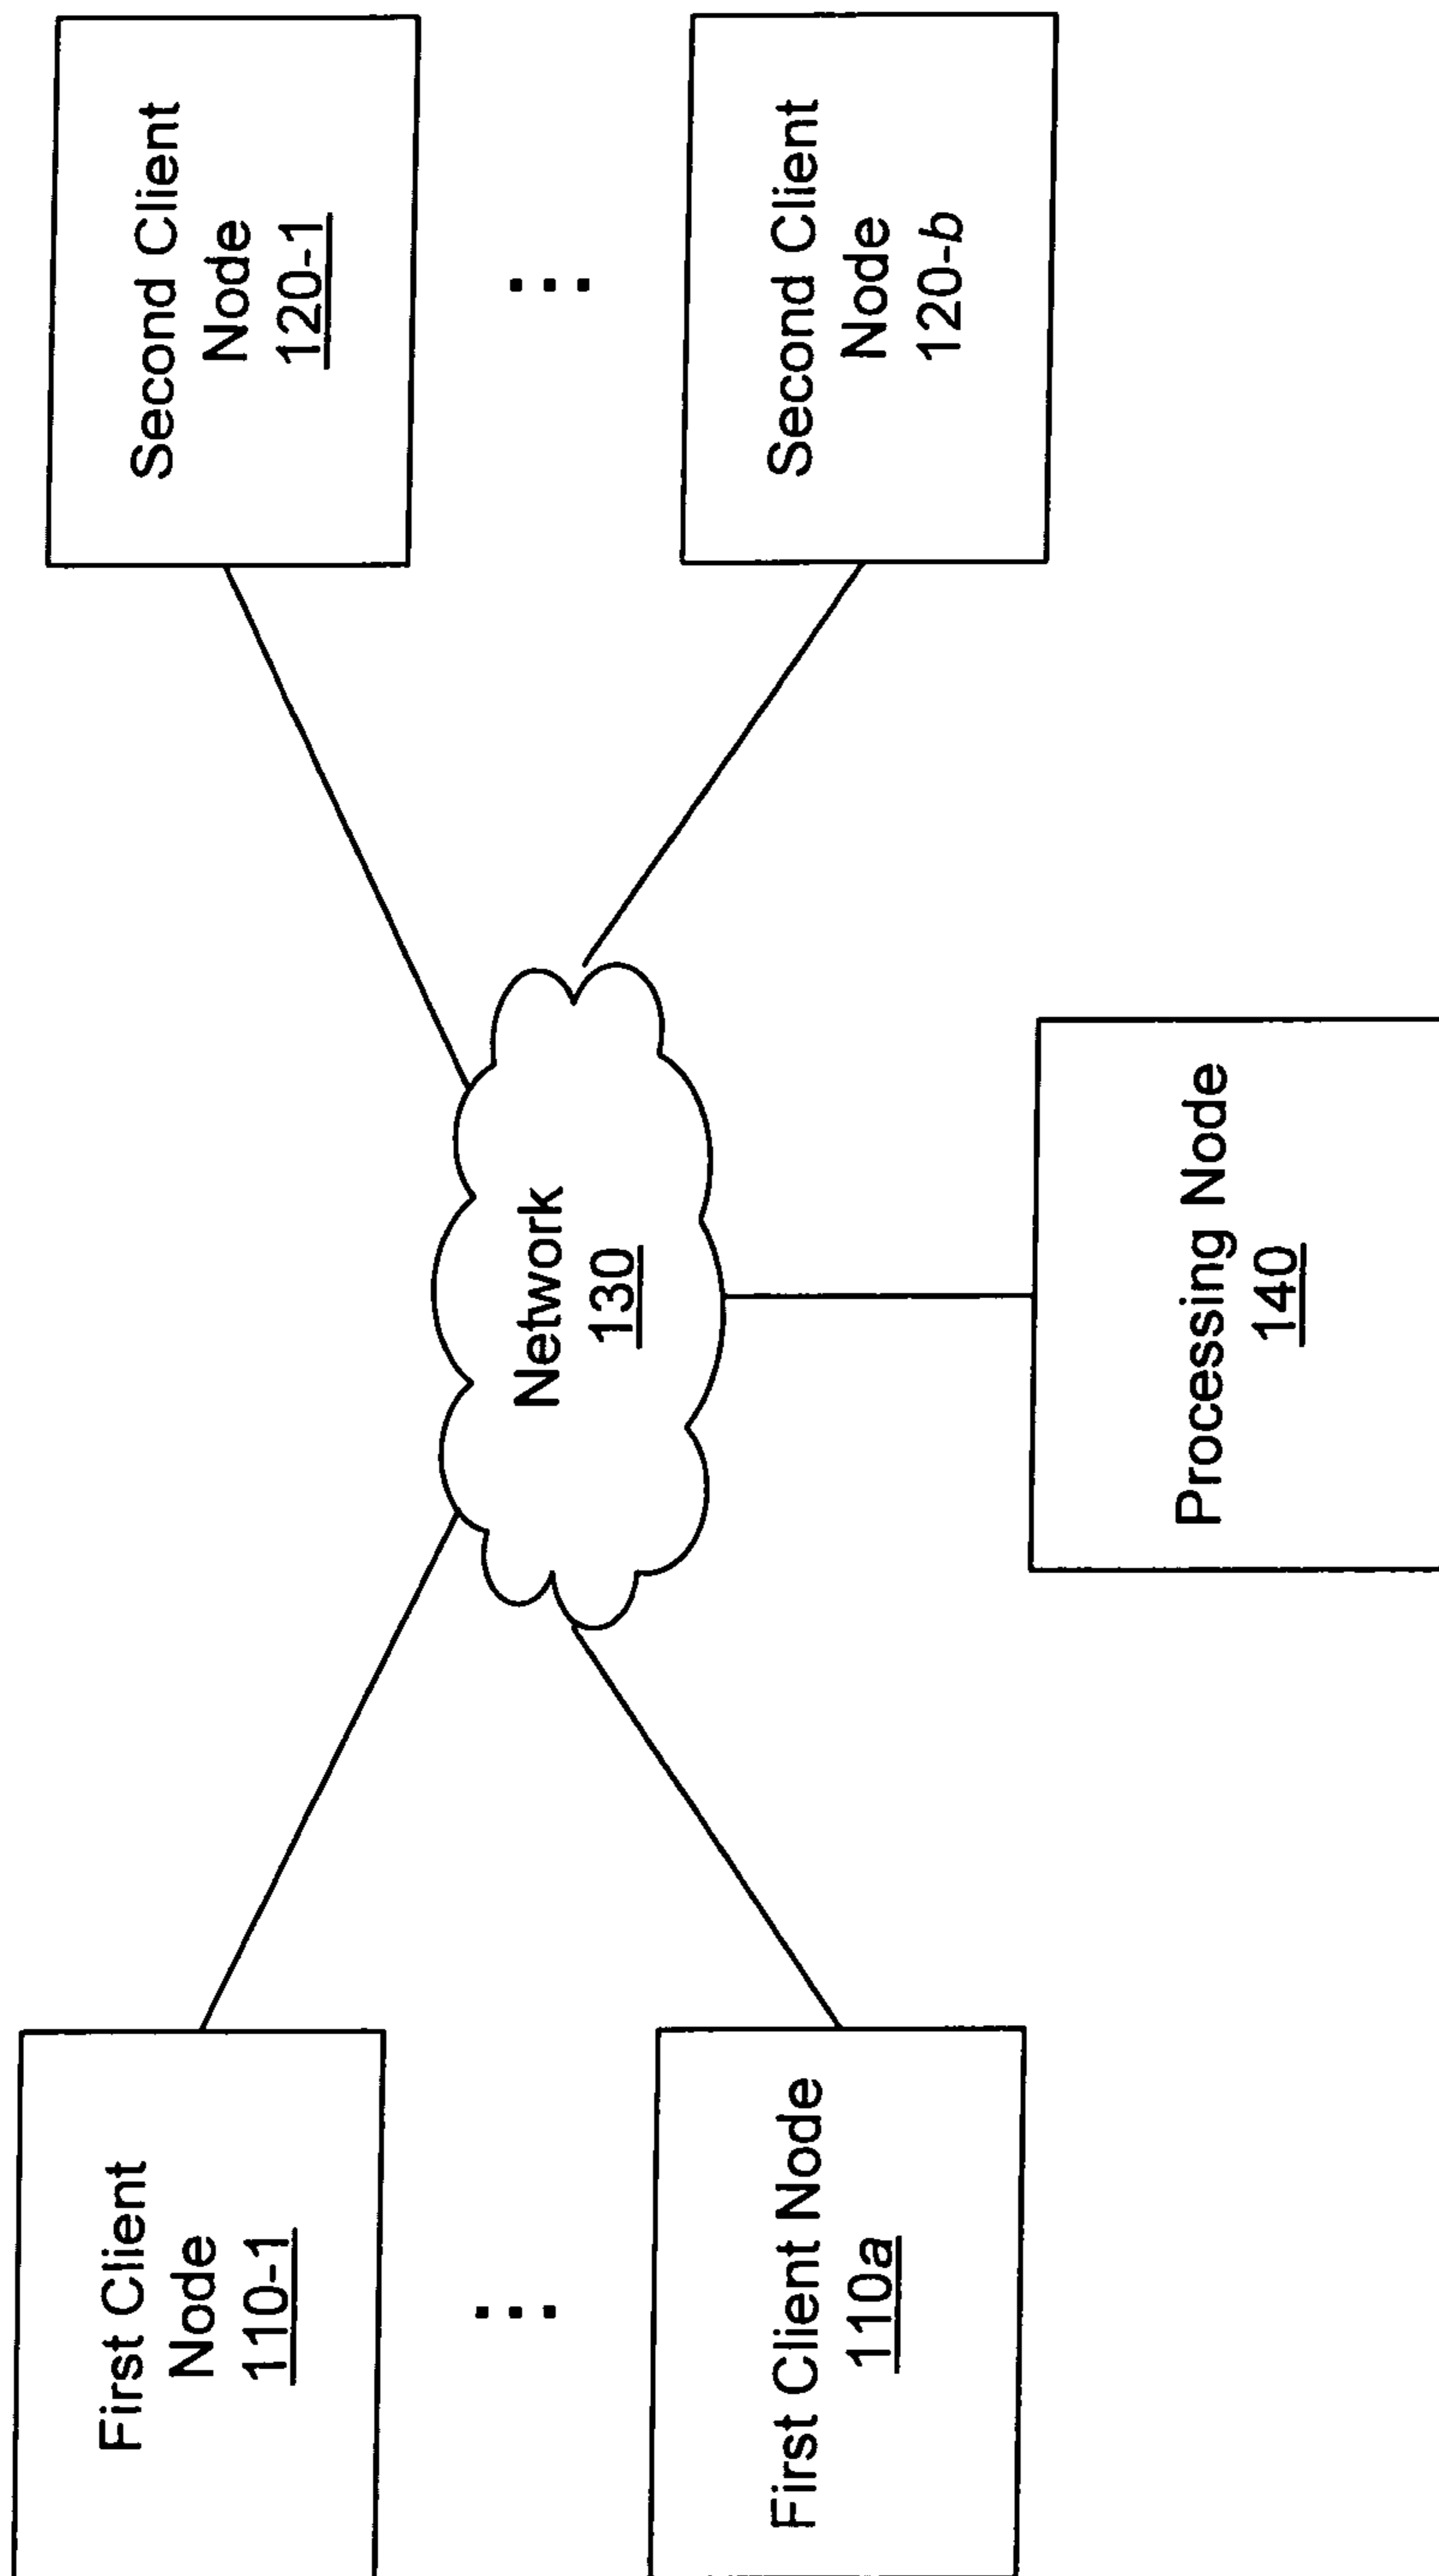 First Client
Node
110-1
...
First Client Node
110a
Network
130
Processing Node
140
Second Client
Node
120-1
...
Second Client
Node
120-b